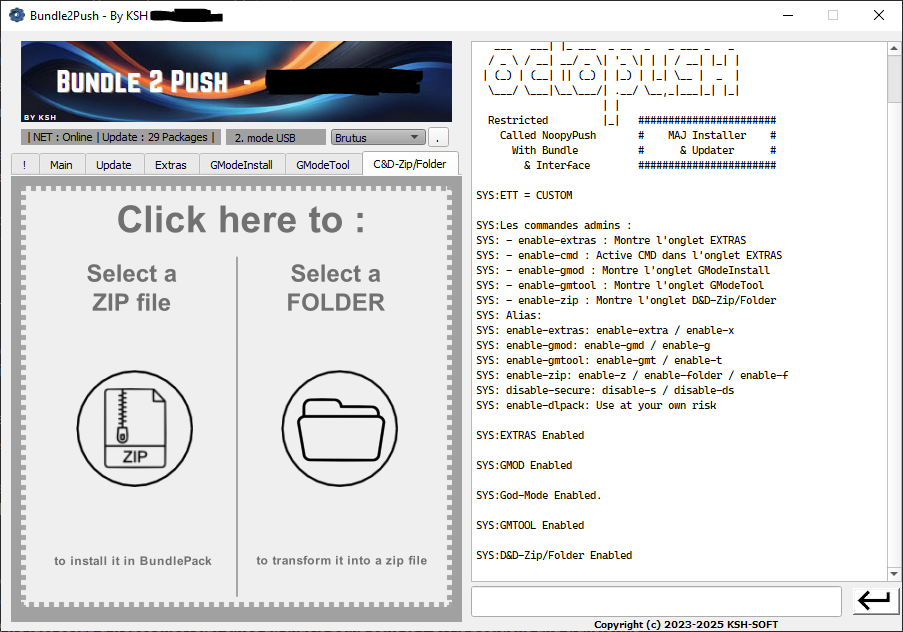 Bundle2Push - By KSH
BUNDLE 2 PUSH -
BY KSH
| NET : Online | Update : 29 Packages |
2. mode USB
Brutus
.
!
Main
Update
Extras
GModeInstall
GModeTool
C&D-Zip/Folder
Click here to :
Select a
ZIP file
Select a
FOLDER
ZIP
to install it in BundlePack
to transform it into a zip file
Restricted |_| #######################
Called NoopyPush # MAJ Installer #
With Bundle # & Updater #
& Interface #######################
SYS:ETT = CUSTOM
SYS:Les commandes admins :
SYS: - enable-extras : Montre l'onglet EXTRAS
SYS: - enable-cmd : Active CMD dans l'onglet EXTRAS
SYS: - enable-gmod : Montre l'onglet GModeInstall
SYS: - enable-gmtool : Montre l'onglet GModeTool
SYS: - enable-zip : Montre l'onglet D&D-Zip/Folder
SYS: Alias:
SYS: enable-extras: enable-extra / enable-x
SYS: enable-gmod: enable-gmd / enable-g
SYS: enable-gmtool: enable-gmt / enable-t
SYS: enable-zip: enable-z / enable-folder / enable-f
SYS: disable-secure: disable-s / disable-ds
SYS: enable-dlpack: Use at your own risk
SYS:EXTRAS Enabled
SYS:GMOD Enabled
SYS:God-Mode Enabled.
SYS:GMTOOL Enabled
SYS:D&D-Zip/Folder Enabled
Copyright (c) 2023-2025 KSH-SOFT